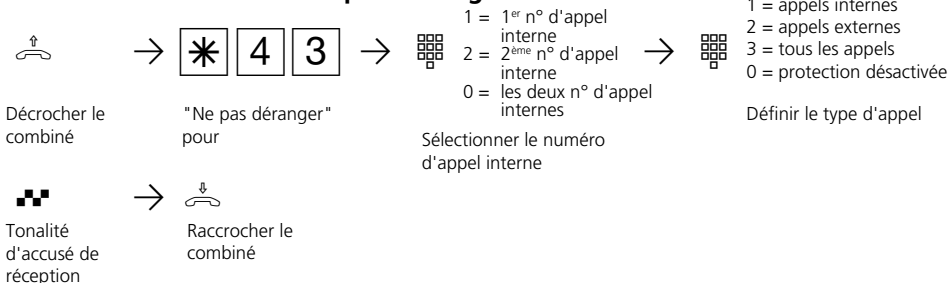 1 = 1er n° d'appel
interne
2 = 2ème n° d'appel
interne
0 = les deux n° d'appel
internes
1 = appels internes
2 = appels externes
3 = tous les appels
0 = protection désactivée
* 4 3
Décrocher le
combiné
"Ne pas déranger"
pour
Sélectionner le numéro
d'appel interne
Définir le type d'appel
Tonalité
d'accusé de
réception
Raccrocher le
combiné